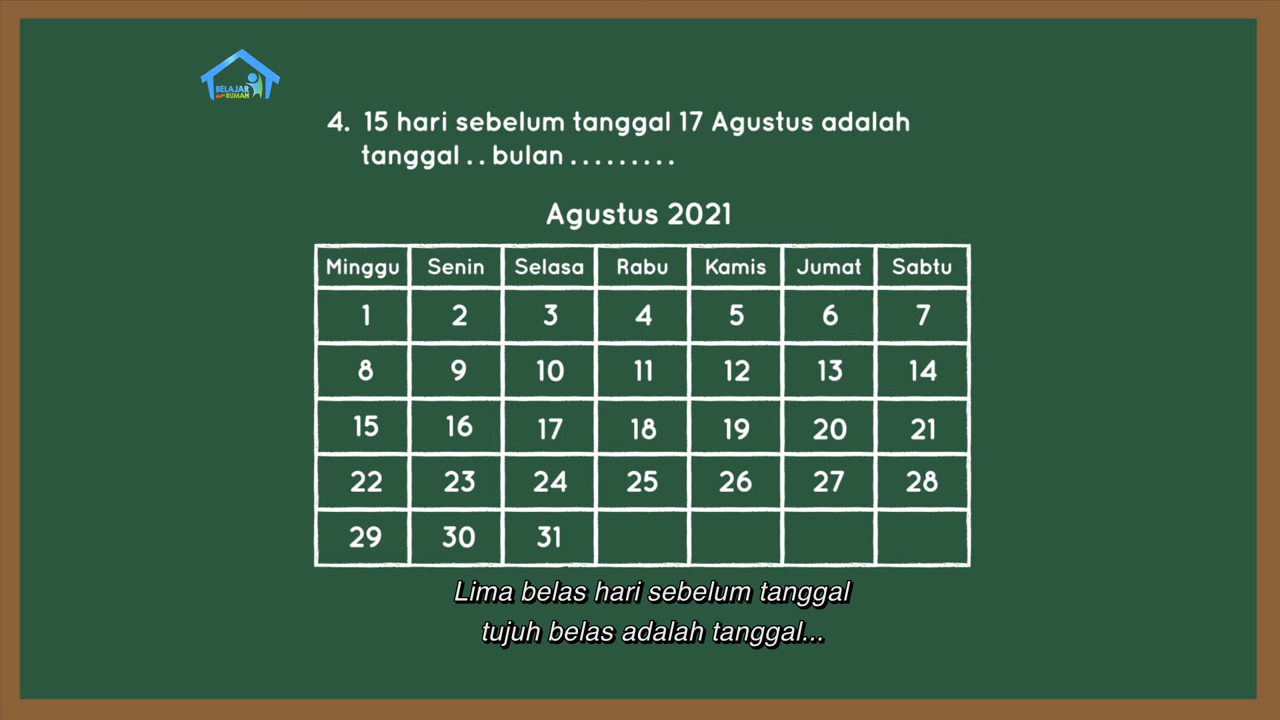 BELAJAR
dari RUMAH
4. 15 hari sebelum tanggal 17 Agustus adalah
tanggal . . bulan . . . . . . . . .
Agustus 2021
Minggu Senin Selasa Rabu Kamis Jumat Sabtu
1 2 3 4 5 6 7
8 9 10 11 12 13 14
15 16 17 18 19 20 21
22 23 24 25 26 27 28
29 30 31
Lima belas hari sebelum tanggal
tujuh belas adalah tanggal...